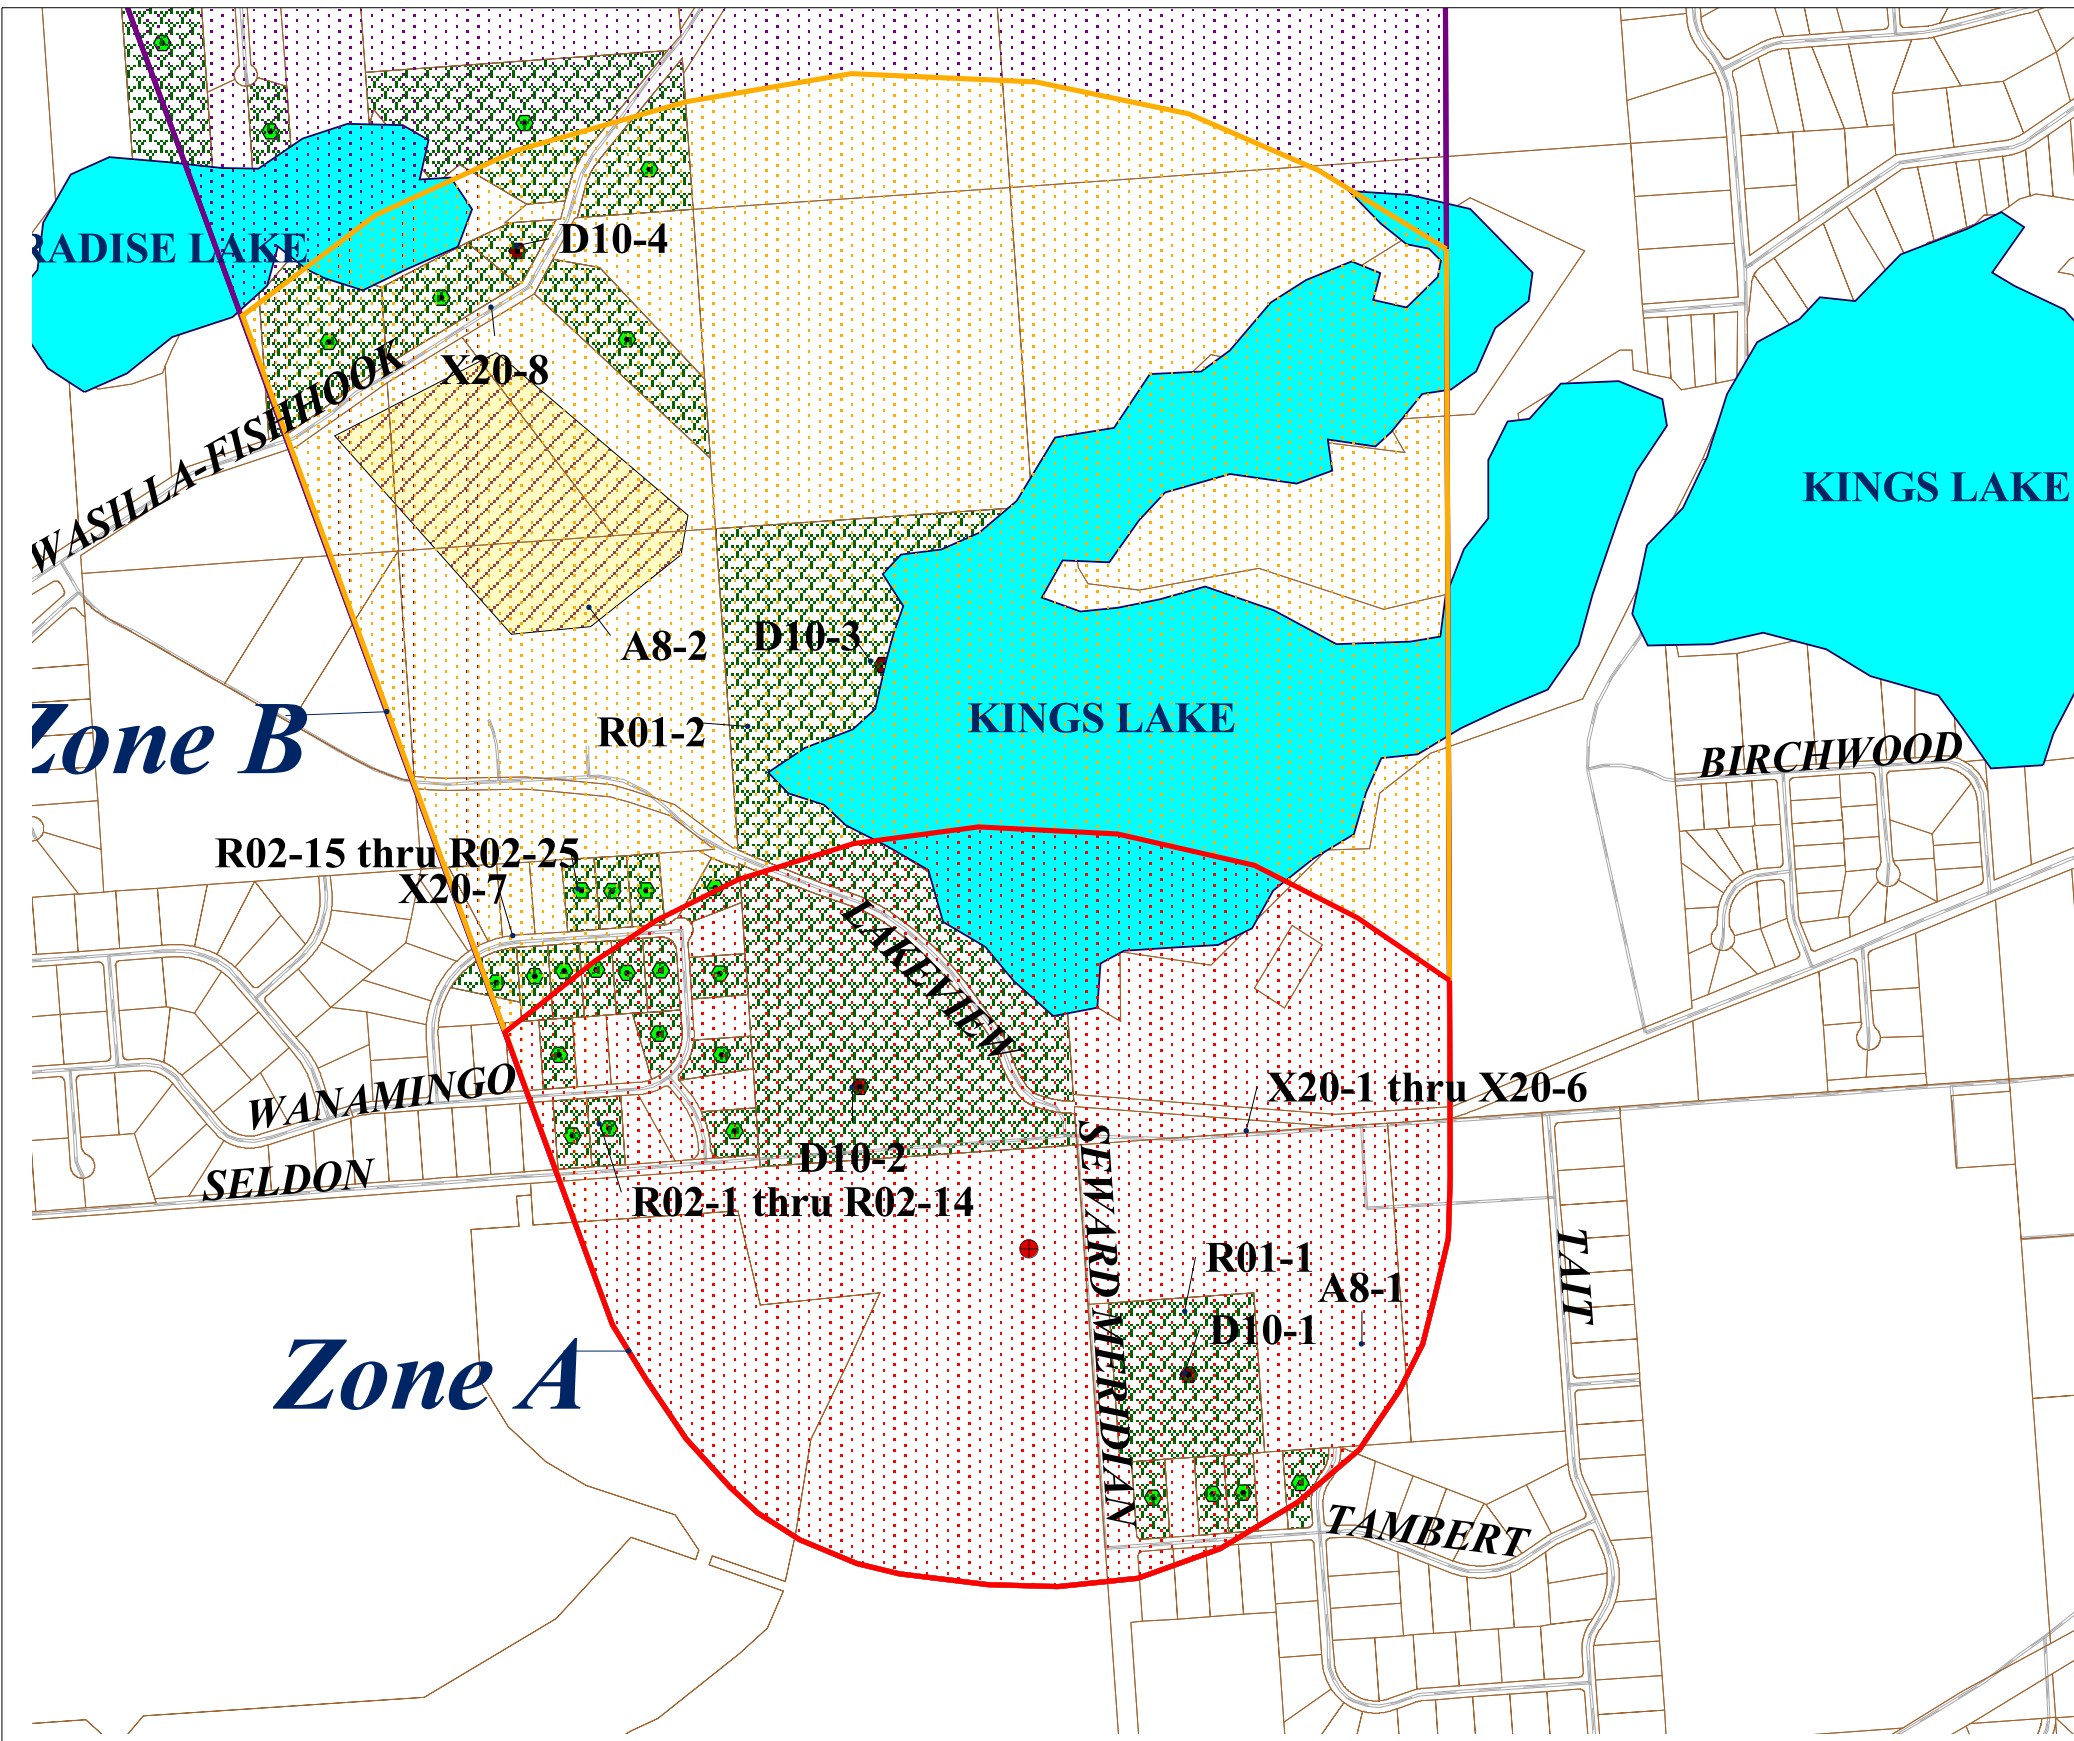 D10-4
RADISE LAKE
X20-8
WASILLA-FISHHOOK
KINGS LAKE
A8-2
D10-3
R01-2
KINGS LAKE
Zone B
BIRCHWOOD
R02-15 thru R02-25
X20-7
LAKEVIEW
WANAMINGO
X20-1 thru X20-6
SELDON
D10-2
R02-1 thru R02-14
SEWARD MERIDIAN
R01-1
A8-1
TAIT
D10-1
Zone A
TAMBERT